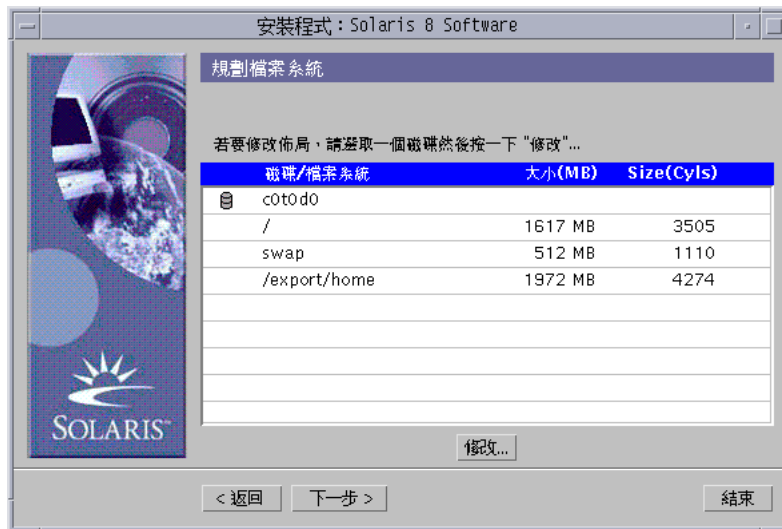 安裝程式：Solaris 8 Software
規劃檔案系統
若要修改佈局，請選取一個磁碟然後按一下 "修改"...
磁碟/檔案系統 大小(MB) Size(Cyls)
c0t0d0
/ 1617 MB 3505
swap 512 MB 1110
/export/home 1972 MB 4274
SOLARIS™
修改...
< 返回 下一步 > 結束